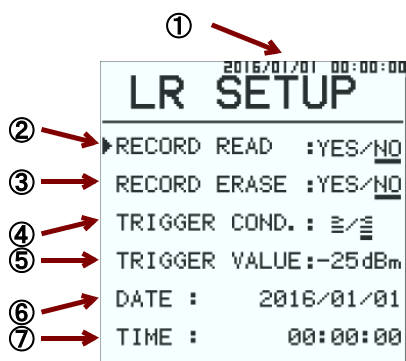 ①
2016/01/01 00:00:00
LR SETUP
② RECORD READ :YES/NO
③ RECORD ERASE :YES/NO
④ TRIGGER COND. : ≥/≤
⑤ TRIGGER VALUE:-25dBm
⑥ DATE : 2016/01/01
⑦ TIME : 00:00:00